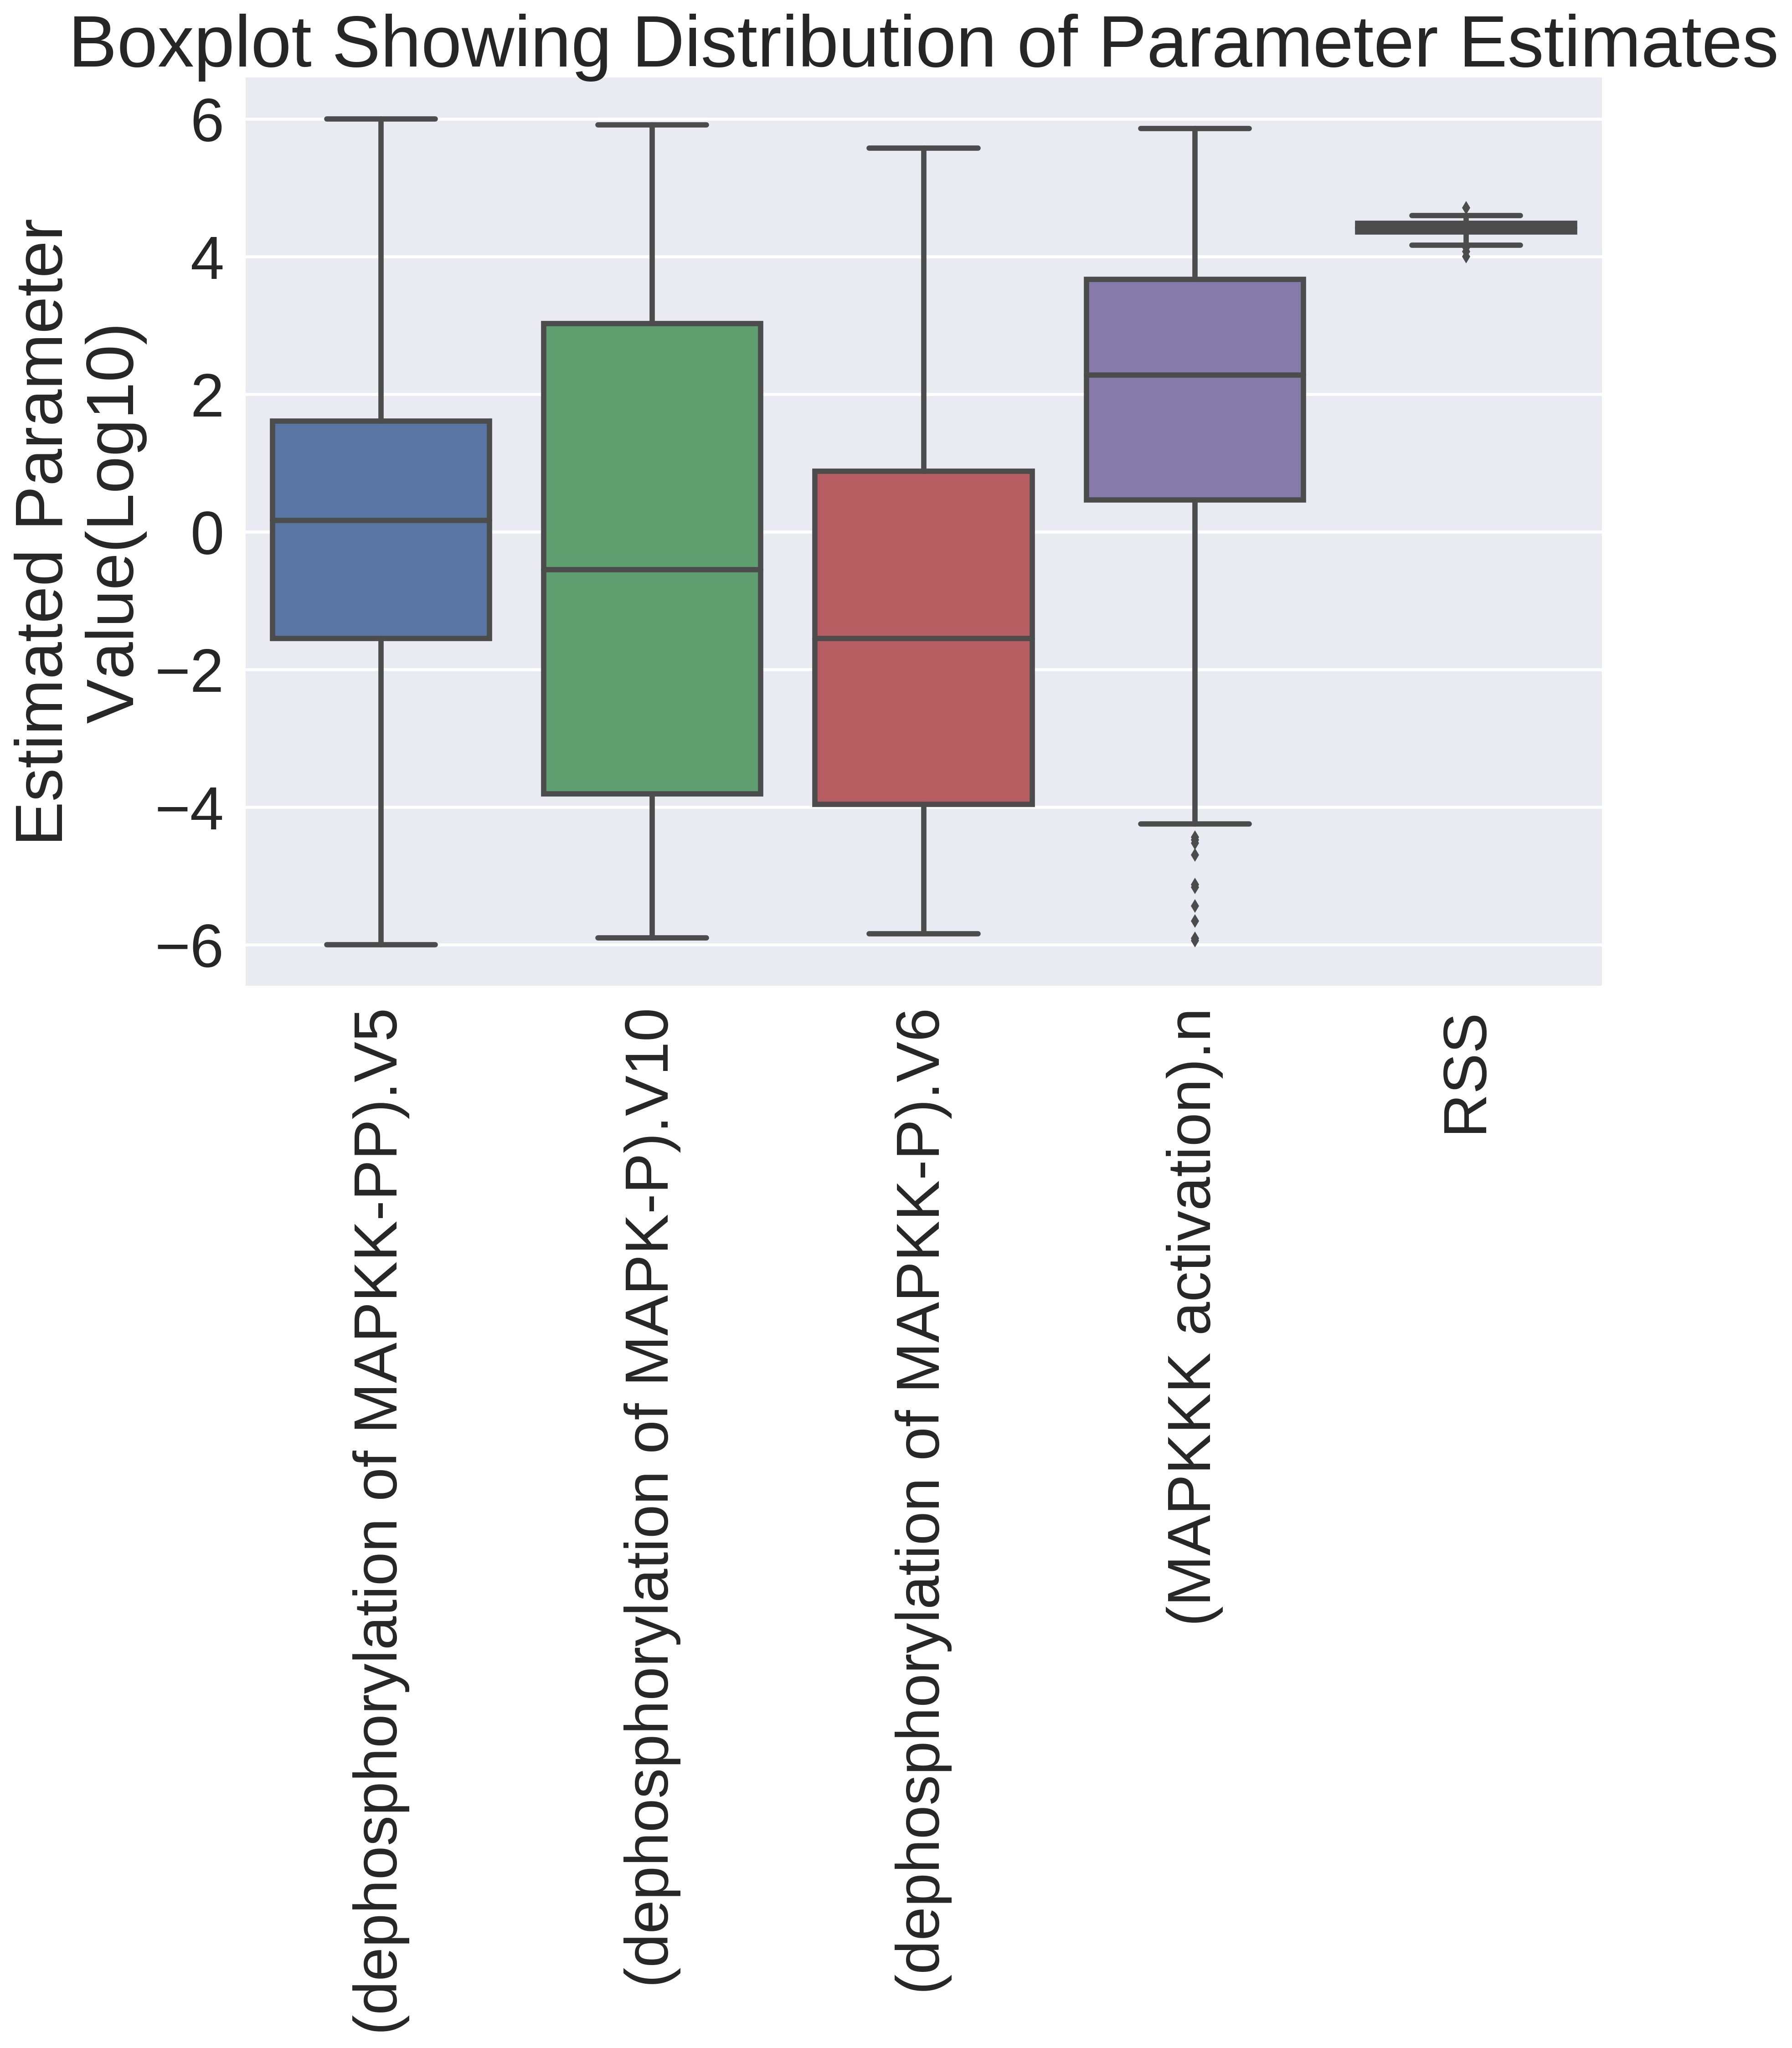 Boxplot Showing Distribution of Parameter Estimates
Estimated Parameter
Value(Log10)
6
4
2
0
−2
−4
−6
(dephosphorylation of MAPKK-PP).V5
(dephosphorylation of MAPK-P).V10
(dephosphorylation of MAPKK-P).V6
(MAPKKK activation).n
RSS